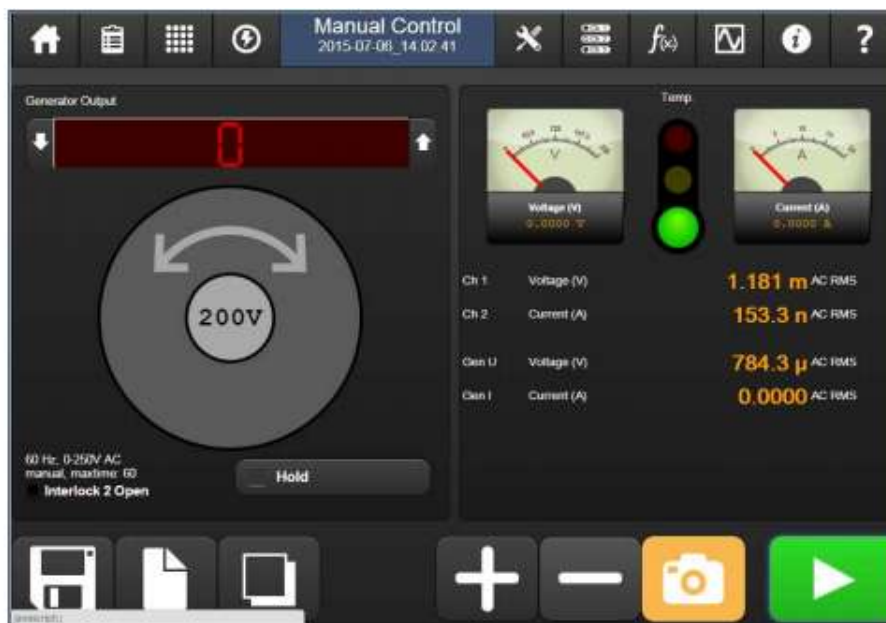 Manual Control
2015-07-06_14.02.41
f(x)
i
?
Generator Output
Temp
0
V
A
Voltage (V)
0.0000 V
Current (A)
0.0000 A
200V
Ch 1 Voltage (V) 1.181 m AC RMS
Ch 2 Current (A) 153.3 n AC RMS
Gen U Voltage (V) 784.3 µ AC RMS
Gen I Current (A) 0.0000 AC RMS
60 Hz, 0-250V AC
manual, maxtime: 60
Interlock 2 Open
Hold